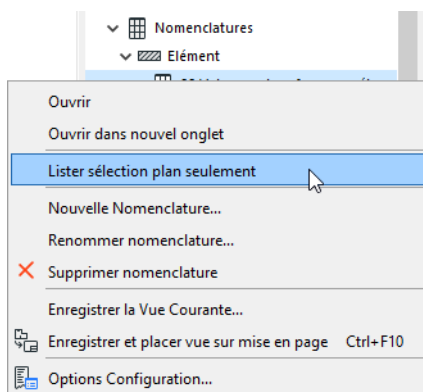 Nomenclatures
Elément
Ouvrir
Ouvrir dans nouvel onglet
Lister sélection plan seulement
Nouvelle Nomenclature...
Renommer nomenclature...
Supprimer nomenclature
Enregistrer la Vue Courante...
Enregistrer et placer vue sur mise en page Ctrl+F10
Options Configuration...